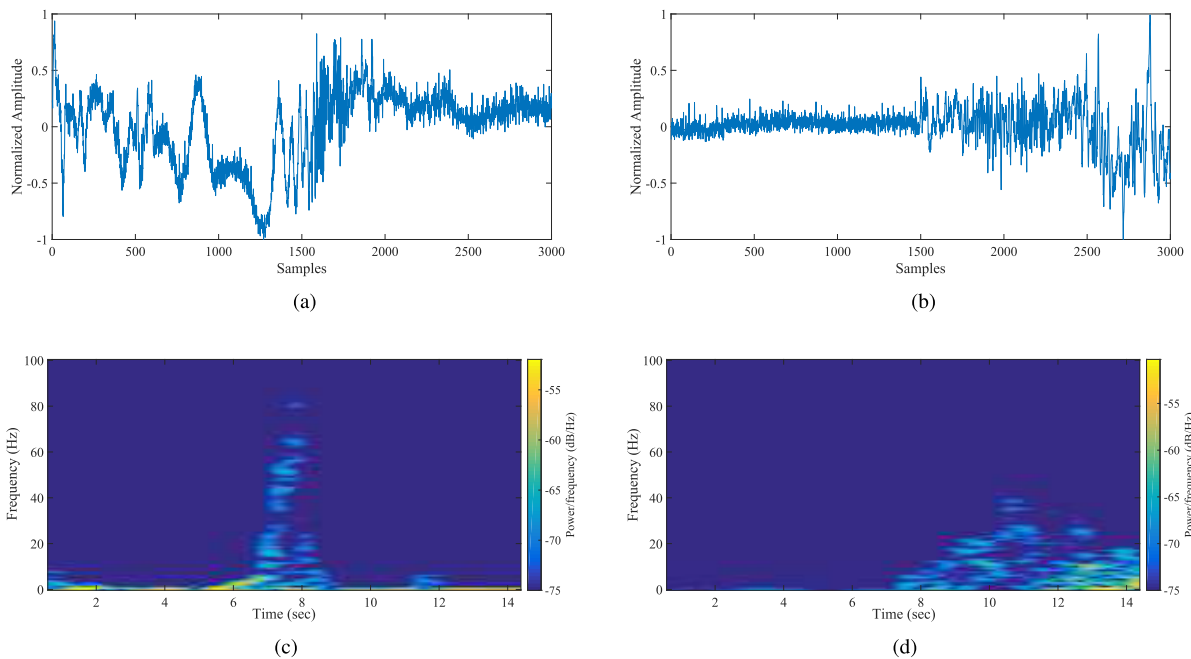 1
0.5
0
-0.5
-1
Normalized Amplitude
0 500 1000 1500 2000 2500 3000
Samples
(a)
1
0.5
0
-0.5
-1
Normalized Amplitude
0 500 1000 1500 2000 2500 3000
Samples
(b)
100
80
60
40
20
0
Frequency (Hz)
2 4 6 8 10 12 14
Time (sec)
-55
-60
-65
-70
-75
Power/frequency (dB/Hz)
(c)
100
80
60
40
20
0
Frequency (Hz)
2 4 6 8 10 12 14
Time (sec)
-55
-60
-65
-70
-75
Power/frequency (dB/Hz)
(d)